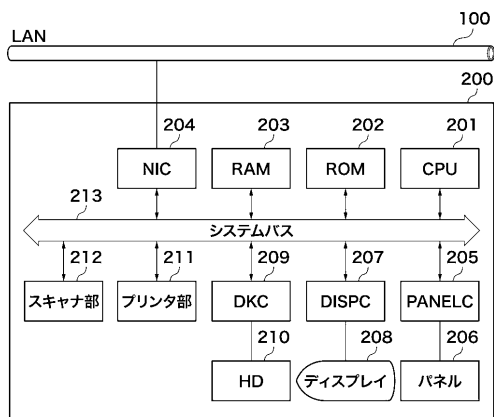 LAN
100
200
204
203
202
201
NIC
RAM
ROM
CPU
213
システムバス
212
211
209
207
205
スキャナ部
プリンタ部
DKC
DISPC
PANELC
210
208
206
HD
ディスプレイ
パネル